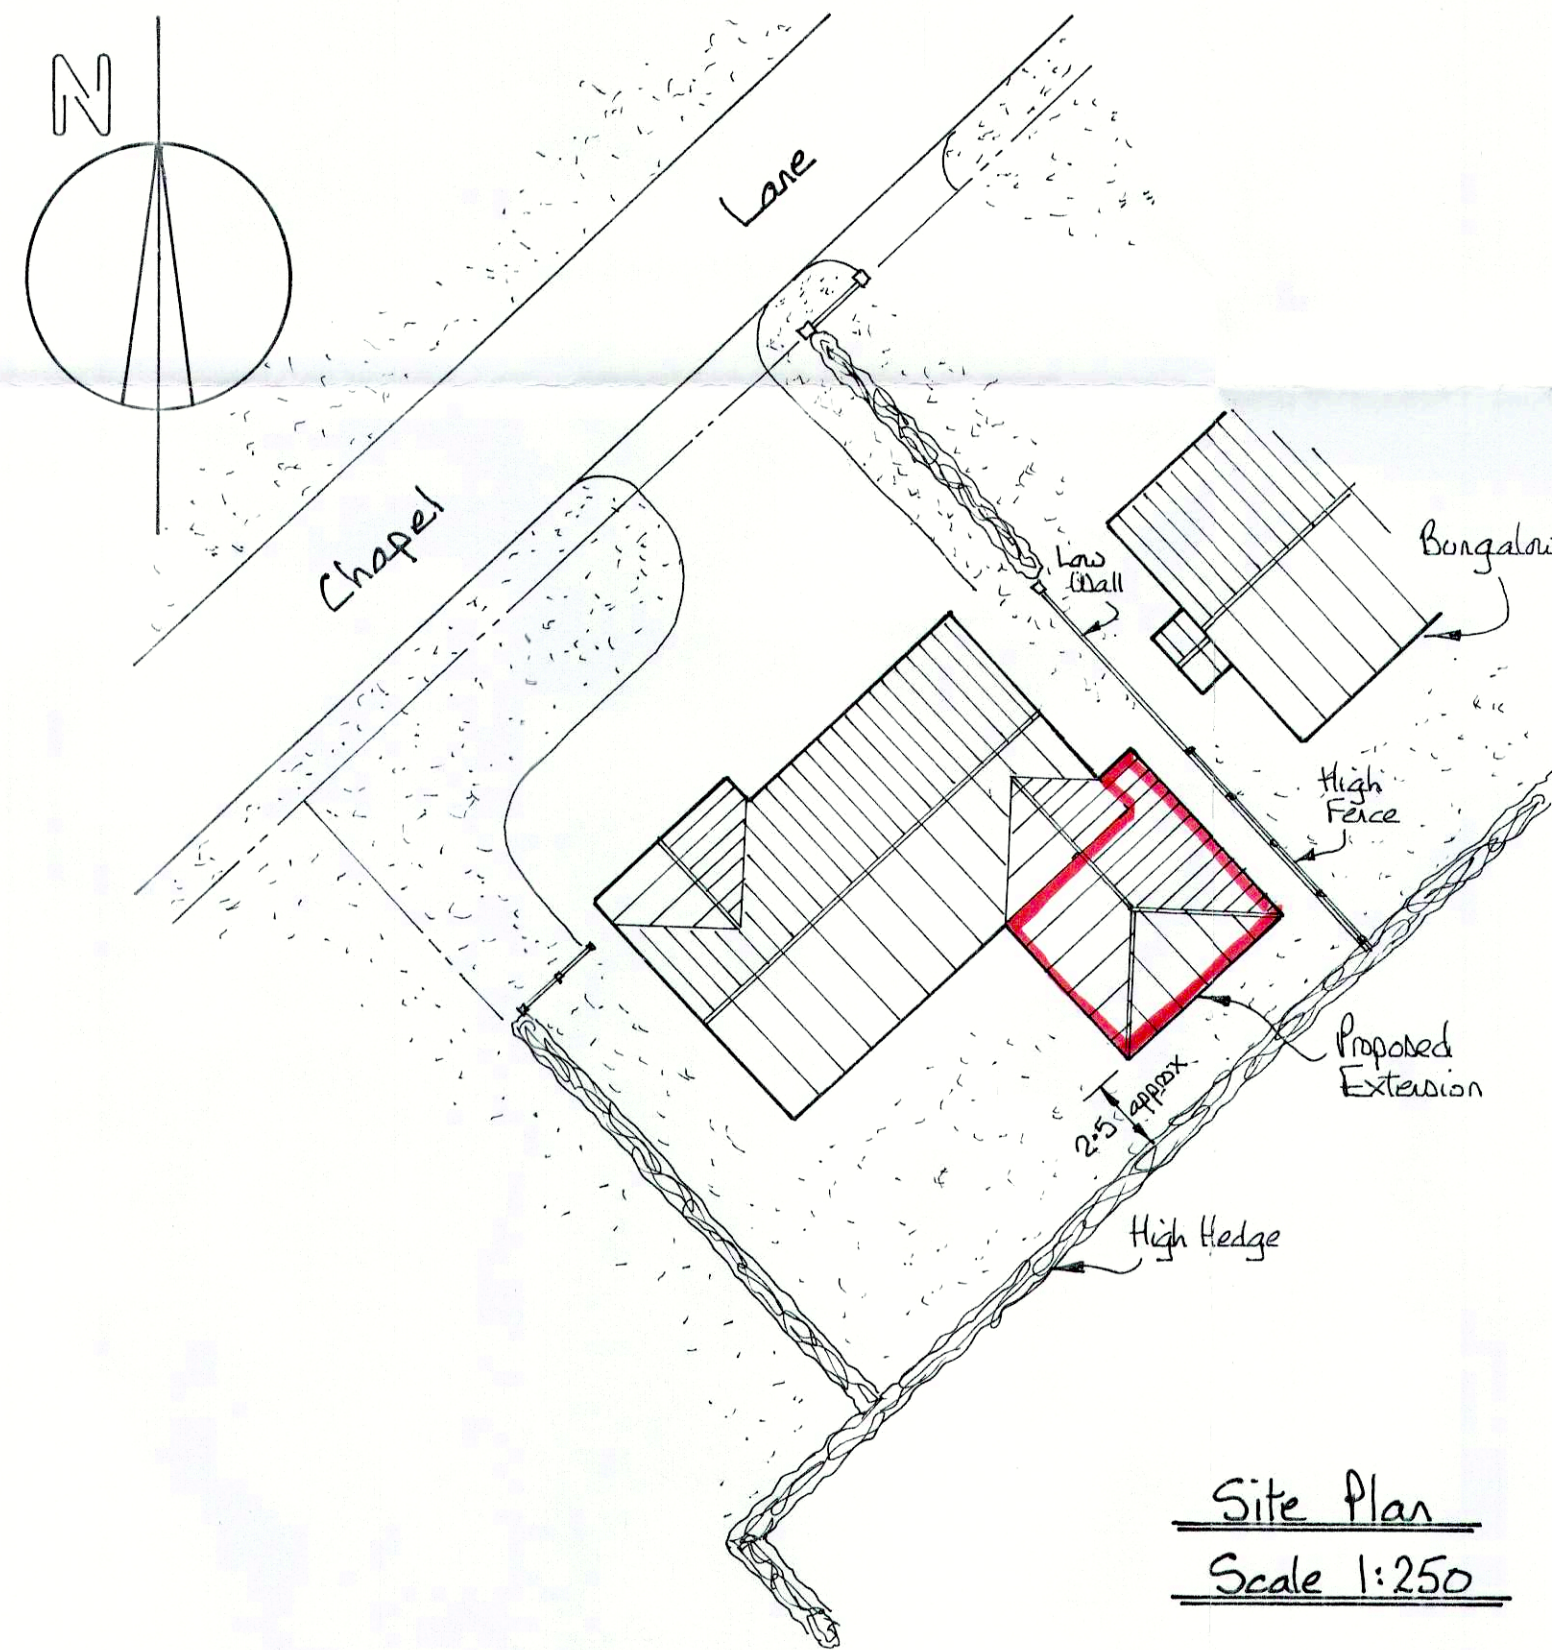 N
Lane
Chapel
Low
Wall
Bungalow
High
Fence
Proposed
Extension
2.5 approx
High Hedge
Site Plan
Scale 1:250